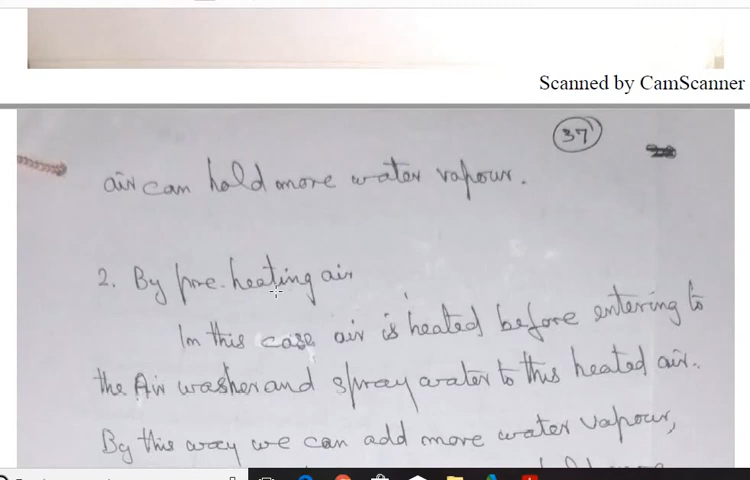 Scanned by CamScanner
37
air can hold more water vapour.
2. By pre-heating air
In this case air is heated before entering to
the Air washer and spray water to this heated air.
By this way we can add more water vapour,